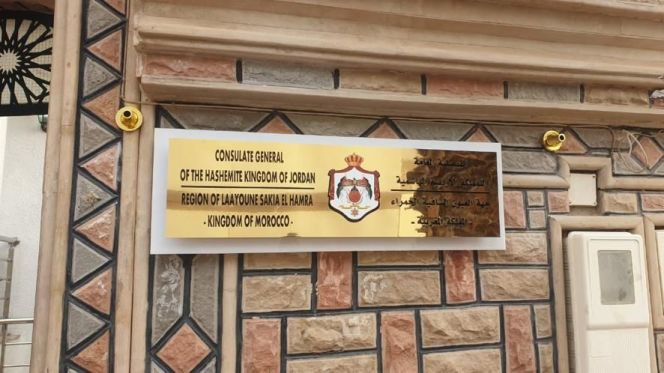 CONSULATE GENERAL
OF THE HASHEMITE KINGDOM OF JORDAN
REGION OF LAAYOUNE SAKIA EL HAMRA
- KINGDOM OF MOROCCO -
القنصلية العامة
للمملكة الأردنية الهاشمية
جهة العيون الساقية الحمراء
- المملكة المغربية -